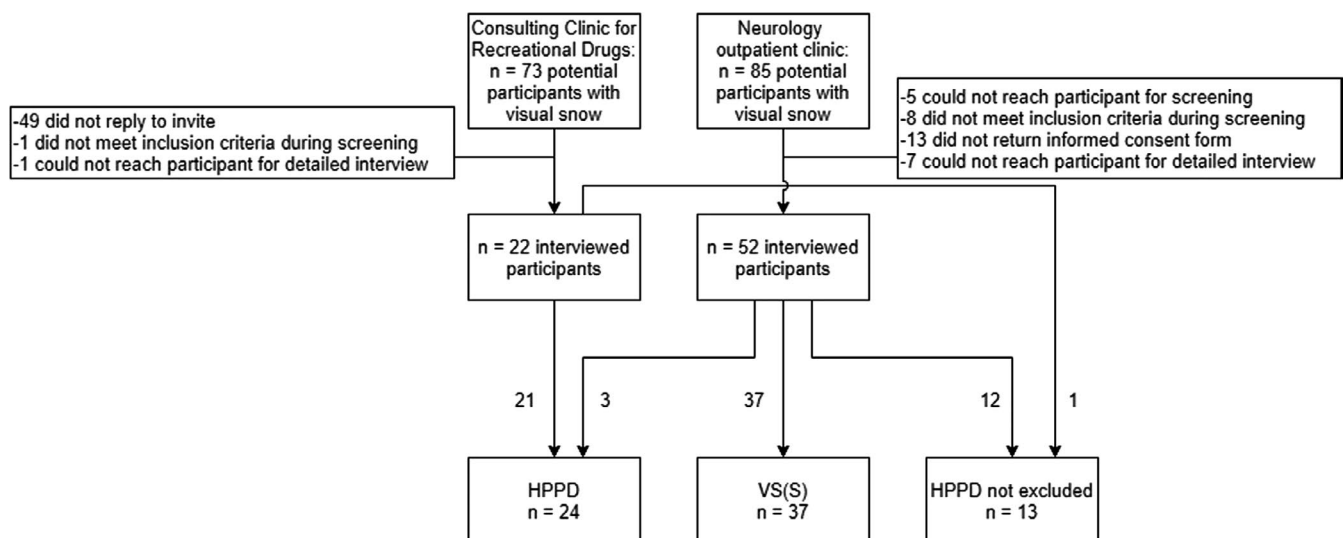 Consulting Clinic for
Recreational Drugs:
n = 73 potential
participants with
visual snow
Neurology
outpatient clinic:
n = 85 potential
participants with
visual snow
-49 did not reply to invite
-1 did not meet inclusion criteria during screening
-1 could not reach participant for detailed interview
-5 could not reach participant for screening
-8 did not meet inclusion criteria during screening
-13 did not return informed consent form
-7 could not reach participant for detailed interview
n = 22 interviewed
participants
n = 52 interviewed
participants
21
3
37
12
1
HPPD
n = 24
VS(S)
n = 37
HPPD not excluded
n = 13